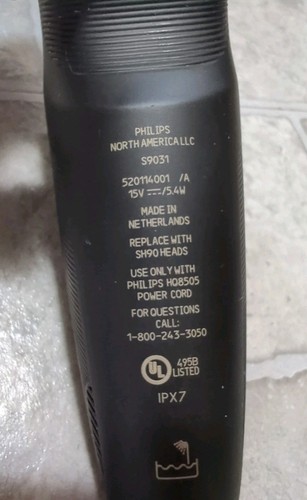 PHILIPS
NORTH AMERICA LLC
S9031
520114001 /A
15V ⎓/5.4W
MADE IN
NETHERLANDS
REPLACE WITH
SH90 HEADS
USE ONLY WITH
PHILIPS HQ8505
POWER CORD
FOR QUESTIONS
CALL:
1-800-243-3050
UL 495B
LISTED
IPX7